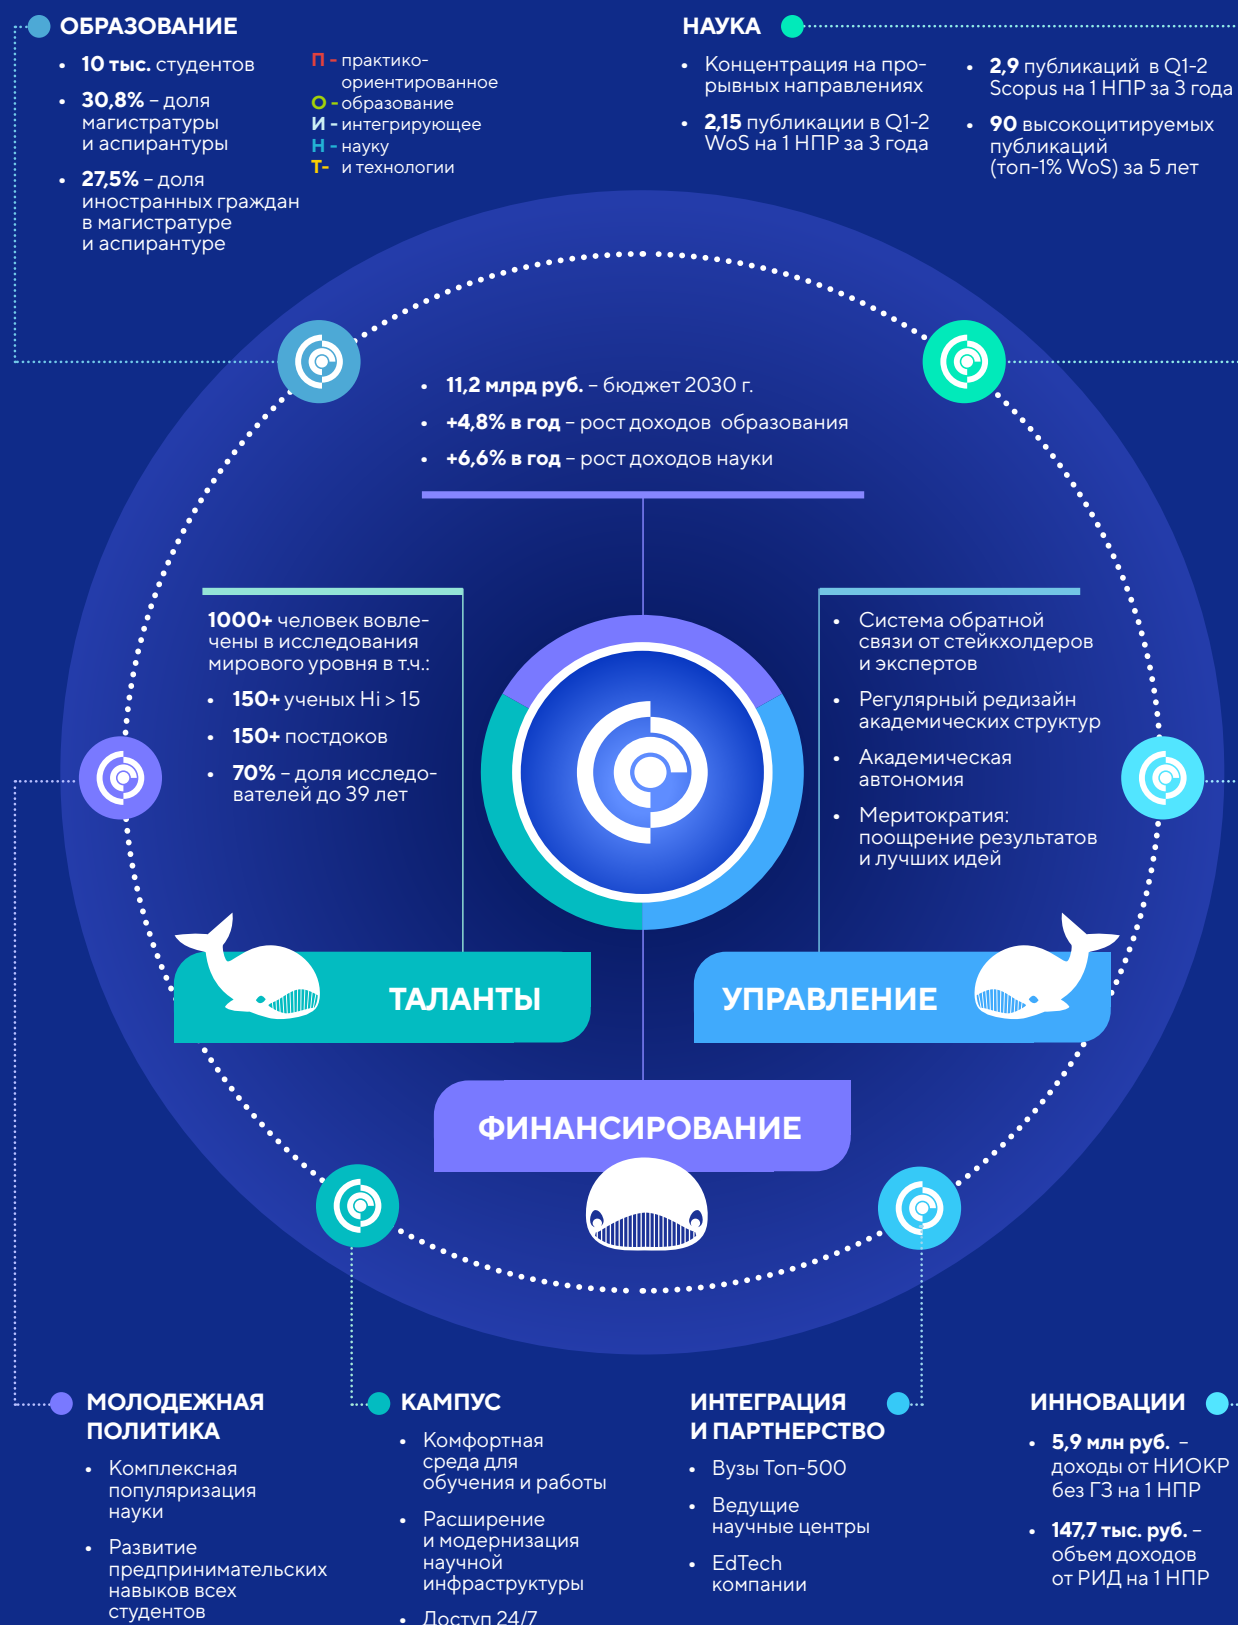 ОБРАЗОВАНИЕ
• 10 тыс. студентов
• 30,8% – доля
магистратуры
и аспирантуры
• 27,5% – доля
иностранных граждан
в магистратуре
и аспирантуре
П - практико-
ориентированное
О - образование
И - интегрирующее
Н - науку
Т- и технологии
НАУКА
• Концентрация на про-
рывных направлениях
• 2,15 публикации в Q1-2
WoS на 1 НПР за 3 года
• 2,9 публикаций в Q1-2
Scopus на 1 НПР за 3 года
• 90 высокоцитируемых
публикаций
(топ-1% WoS) за 5 лет
• 11,2 млрд руб. – бюджет 2030 г.
• +4,8% в год – рост доходов образования
• +6,6% в год – рост доходов науки
1000+ человек вовле-
чены в исследования
мирового уровня в т.ч.:
• 150+ ученых Hi > 15
• 150+ постдоков
• 70% – доля исследо-
вателей до 39 лет
• Система обратной
связи от стейкхолдеров
и экспертов
• Регулярный редизайн
академических структур
• Академическая
автономия
• Меритократия:
поощрение результатов
и лучших идей
ТАЛАНТЫ
УПРАВЛЕНИЕ
ФИНАНСИРОВАНИЕ
МОЛОДЕЖНАЯ
ПОЛИТИКА
• Комплексная
популяризация
науки
• Развитие
предпринимательских
навыков всех
студентов
КАМПУС
• Комфортная
среда для
обучения и работы
• Расширение
и модернизация
научной
инфраструктуры
• Доступ 24/7
ИНТЕГРАЦИЯ
И ПАРТНЕРСТВО
• Вузы Топ-500
• Ведущие
научные центры
• EdTech
компании
ИННОВАЦИИ
• 5,9 млн руб. –
доходы от НИОКР
без ГЗ на 1 НПР
• 147,7 тыс. руб. –
объем доходов
от РИД на 1 НПР